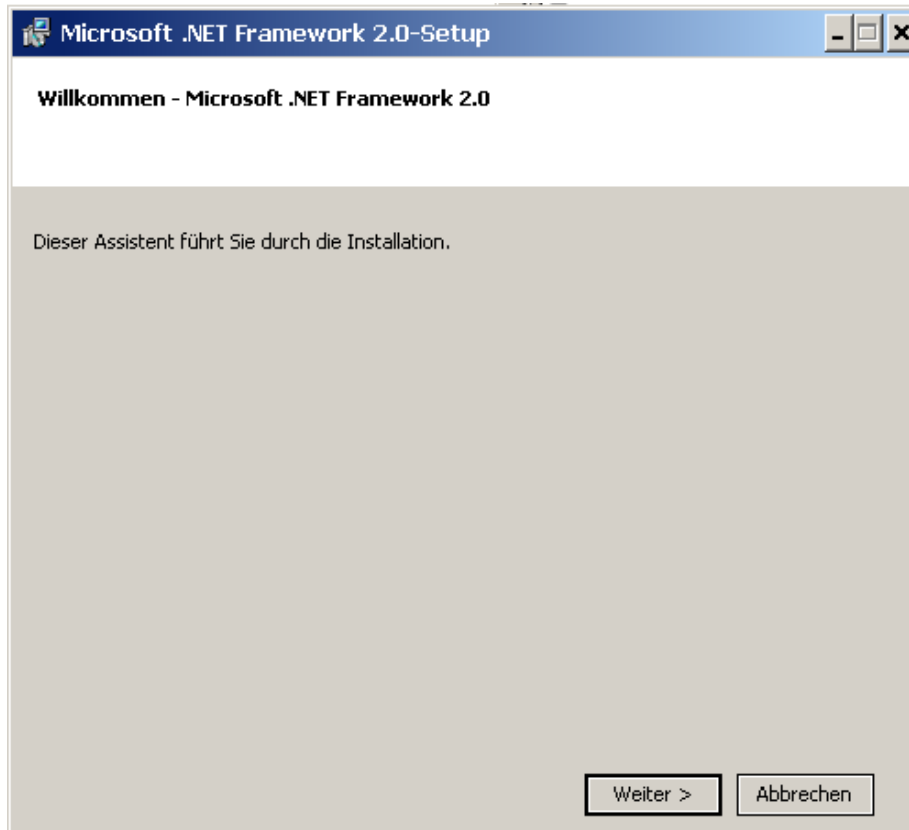 Microsoft .NET Framework 2.0-Setup
Willkommen - Microsoft .NET Framework 2.0
Dieser Assistent führt Sie durch die Installation.
Weiter > Abbrechen